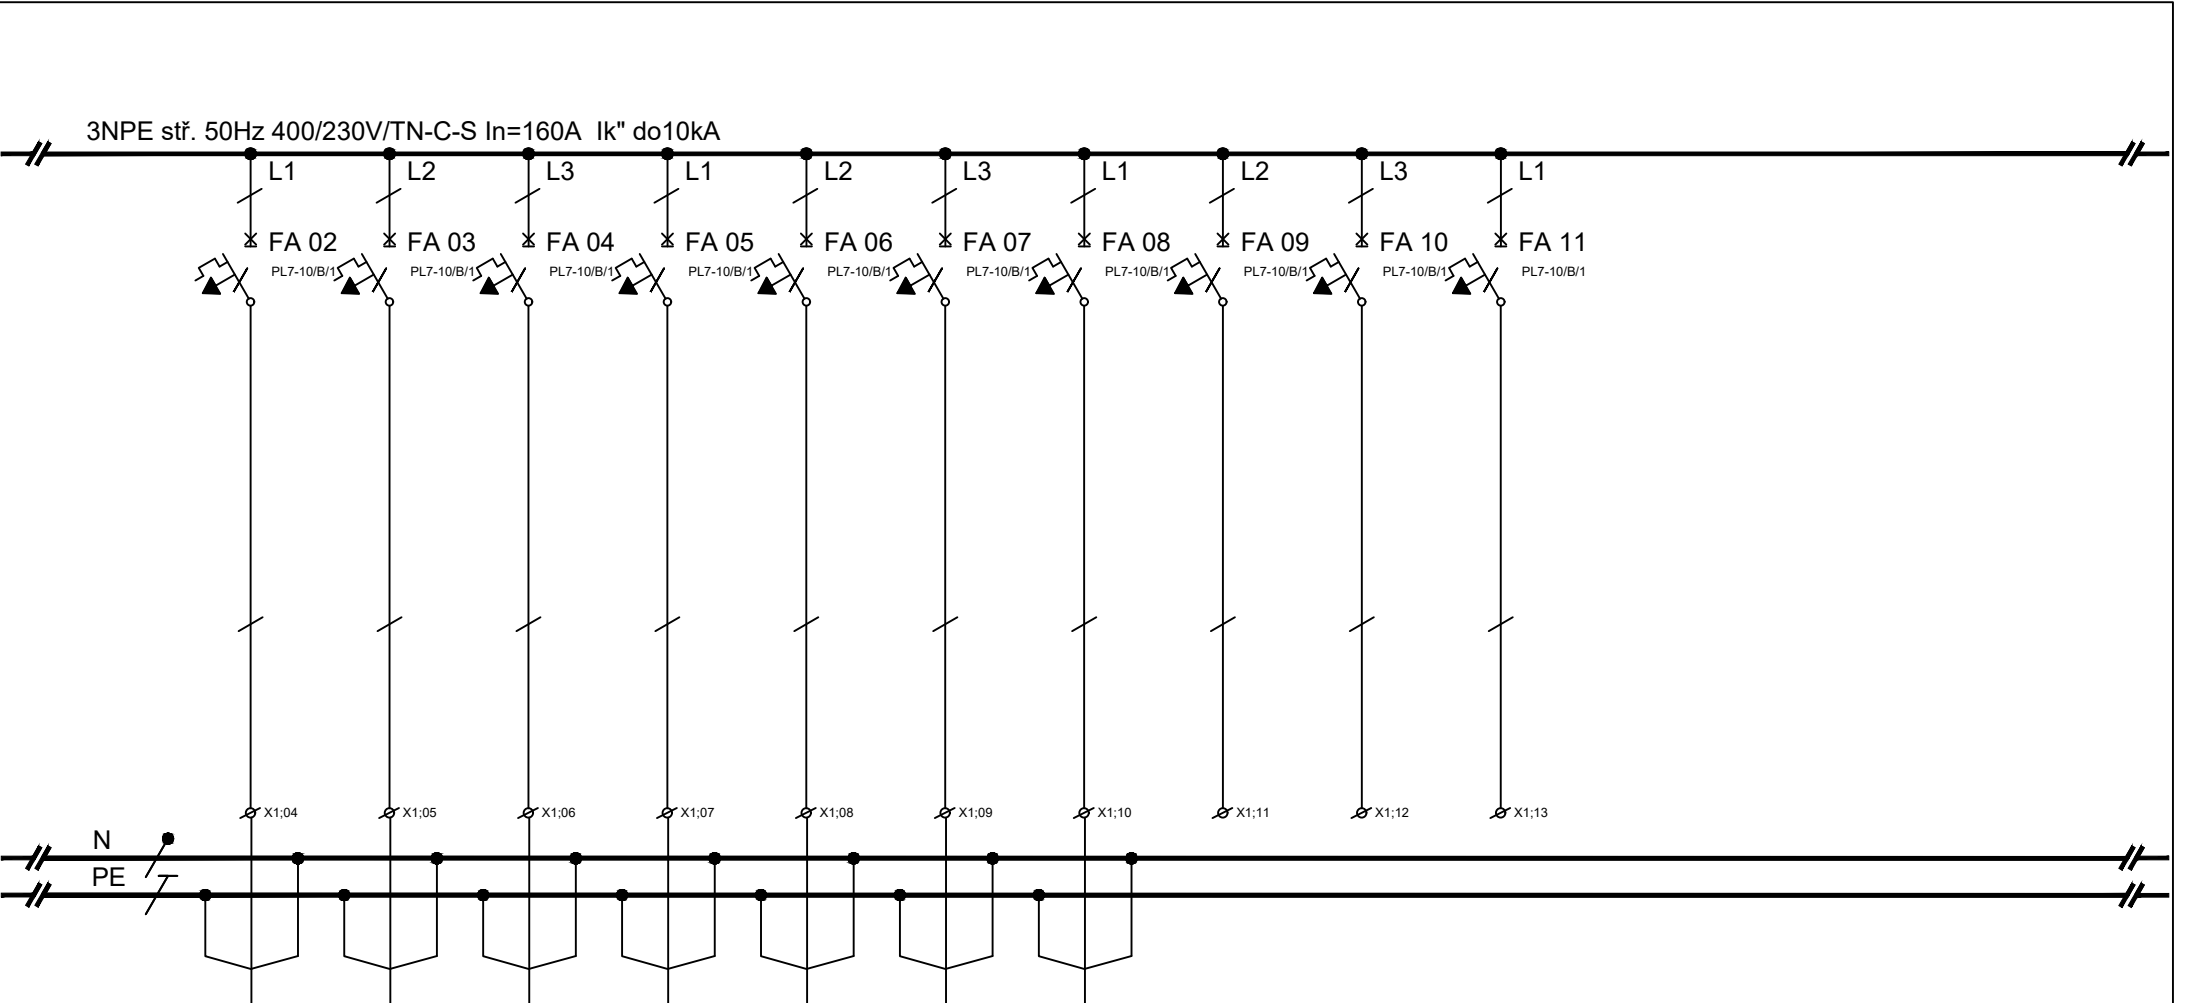 3NPE stř. 50Hz 400/230V/TN-C-S In=160A Ik" do10kA
L1 L2 L3 L1 L2 L3 L1 L2 L3 L1
FA 02 FA 03 FA 04 FA 05 FA 06 FA 07 FA 08 FA 09 FA 10 FA 11
PL7-10/B/1 PL7-10/B/1 PL7-10/B/1 PL7-10/B/1 PL7-10/B/1 PL7-10/B/1 PL7-10/B/1 PL7-10/B/1 PL7-10/B/1 PL7-10/B/1
X1;04 X1;05 X1;06 X1;07 X1;08 X1;09 X1;10 X1;11 X1;12 X1;13
N
PE